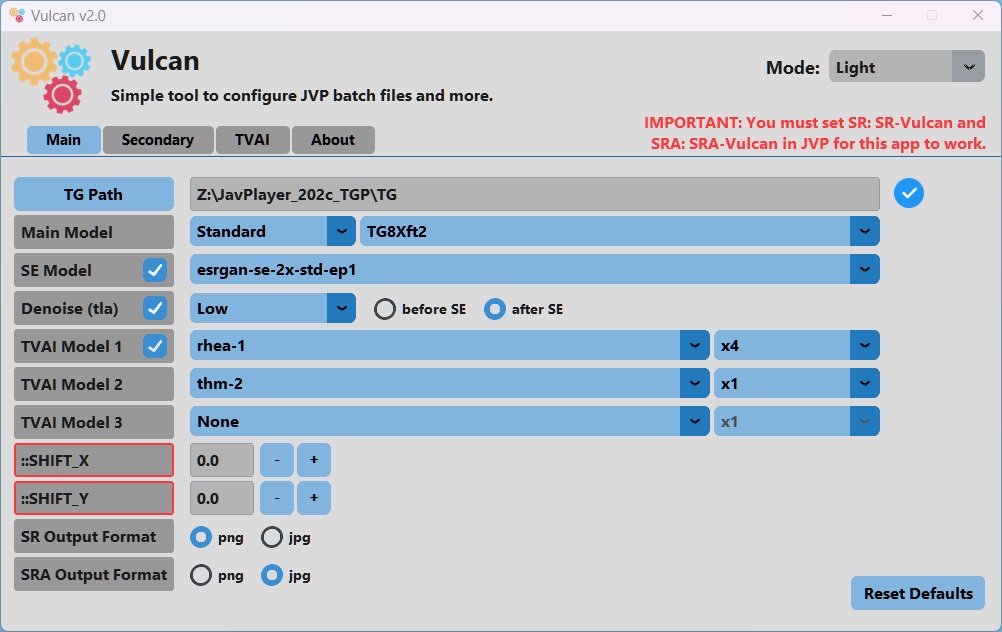 Vulcan v2.0
Vulcan
Simple tool to configure JVP batch files and more.
Mode: Light
IMPORTANT: You must set SR: SR-Vulcan and
SRA: SRA-Vulcan in JVP for this app to work.
Main Secondary TVAI About
TG Path Z:\JavPlayer_202c_TGP\TG
Main Model Standard TG8Xft2
SE Model esrgan-se-2x-std-ep1
Denoise (tla) Low before SE after SE
TVAI Model 1 rhea-1 x4
TVAI Model 2 thm-2 x1
TVAI Model 3 None x1
::SHIFT_X 0.0 - +
::SHIFT_Y 0.0 - +
SR Output Format png jpg
SRA Output Format png jpg
Reset Defaults